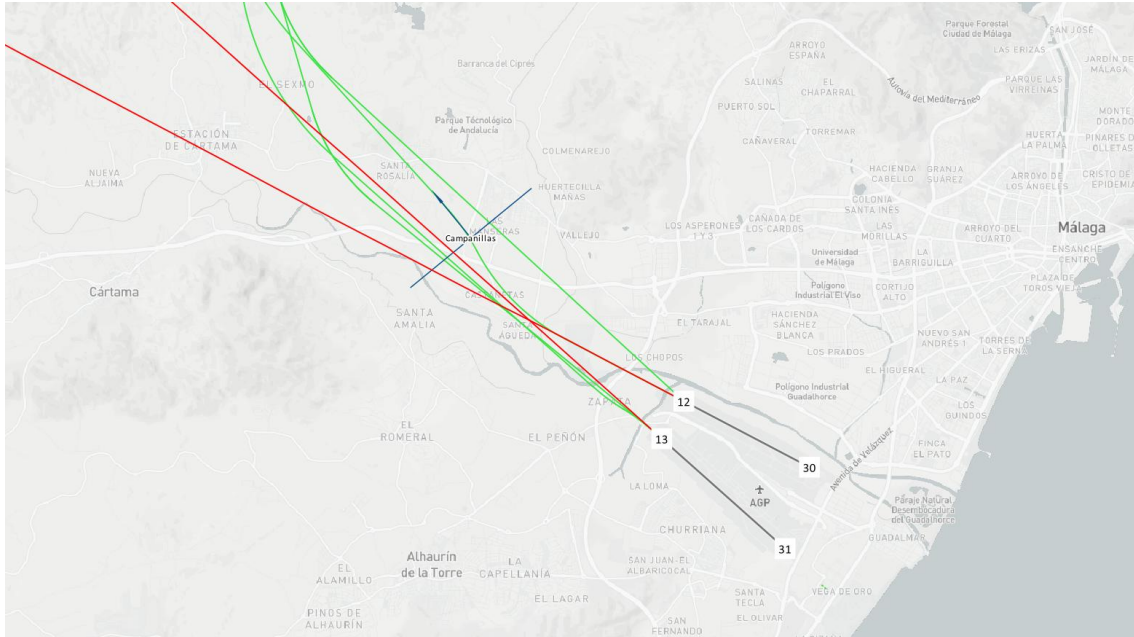 Parque Forestal
Ciudad de Málaga
SAN JOSÉ
LAS ERIZAS
ARROYO
ESPAÑA
JARDÍN DE
MÁLAGA
Barranca del Ciprés
EL SEXMO
SALINAS
EL
CHAPARRAL
PARQUE LAS
VIRREINAS
Autovía del Mediterráneo
PUERTO SOL
MONTE
DORADO
Parque Técnológico
de Andalucía
TORREMAR
HUERTA
LA PALMA
PINARES DE
OLLETAS
ESTACIÓN
DE CÁRTAMA
CAÑAVERAL
COLMENAREJO
SANTA
ROSALÍA
HACIENDA
CABELLO
GRANJA
SUÁREZ
NUEVA
ALJAIMA
ARROYO DE
LOS ÁNGELES
CRISTO DE
EPIDEMIA
HUERTECILLA
MAÑAS
COLONIA
SANTA INÉS
LOS ASPERONES
1 Y 3
CAÑADA DE
LOS CARDOS
LAS
MORILLAS
ARROYO DEL
CUARTO
Málaga
Campanillas
VALLEJO
Universidad
de Málaga
LA
BARRIGUILLA
ENSANCHE
CENTRO
PLAZA DE
TOROS VIEJA
Cártama
Polígono
Industrial El Viso
CORTIJO
ALTO
SANTA
AMALIA
SANTA
ÁGUEDA
EL TARAJAL
HACIENDA
SÁNCHEZ
BLANCA
NUEVO SAN
ANDRÉS 1
TORRES DE
LA SERNA
LOS CHOPOS
LOS PRADOS
EL HIGUERAL
LA PAZ
Polígono Industrial
Guadalhorce
ZAPATA
12
LOS
GUINDOS
EL
ROMERAL
EL PEÑÓN
13
FINCA
EL PATO
Avenida de Velázquez
30
LA LOMA
AGP
Paraje Natural
Desembocadura
del Guadalhorce
CHURRIANA
GUADALMAR
31
Alhaurín
de la Torre
LA
CAPELLANÍA
SAN JUAN-EL
ALBARICOCAL
EL
ALAMILLO
SANTA
TECLA
VEGA DE ORO
EL LAGAR
PINOS DE
ALHAURÍN
SAN
FERNANDO
EL OLIVAR